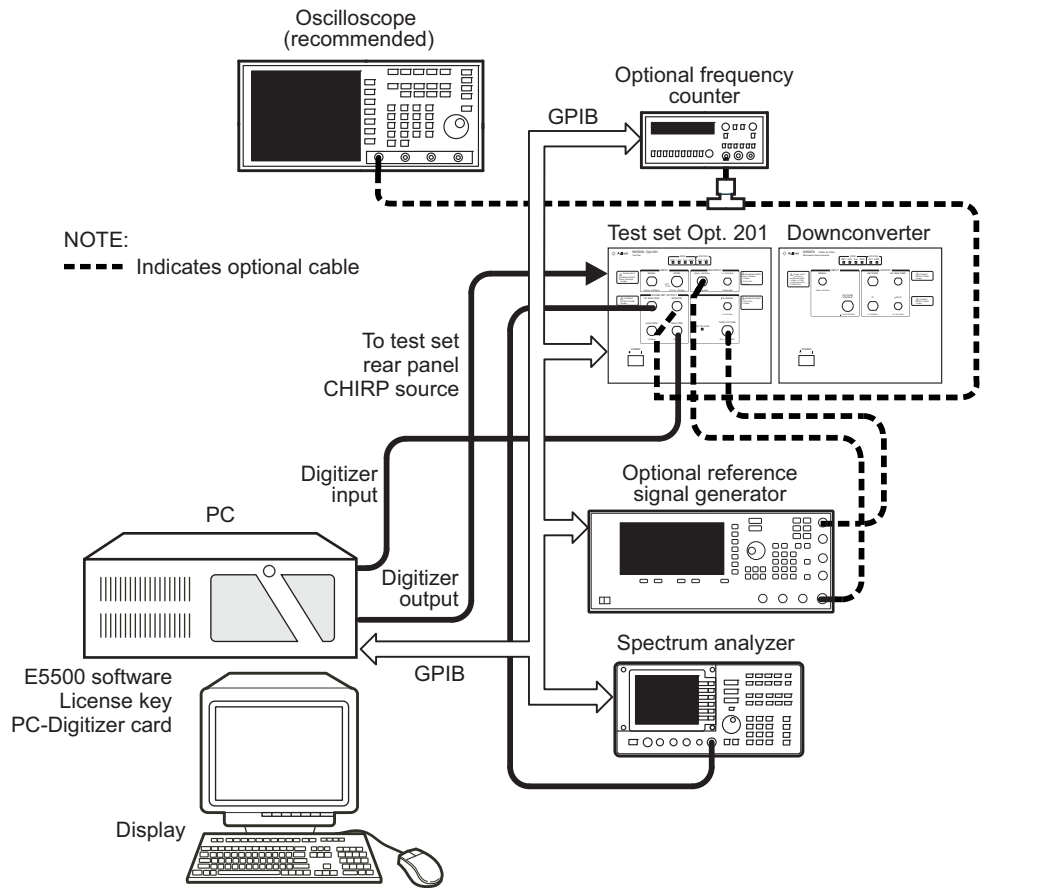 Oscilloscope
(recommended)
Optional frequency
counter
GPIB
NOTE:
Indicates optional cable
Test set Opt. 201
Downconverter
To test set
rear panel
CHIRP source
Digitizer
input
Optional reference
signal generator
PC
Digitizer
output
GPIB
Spectrum analyzer
E5500 software
License key
PC-Digitizer card
Display